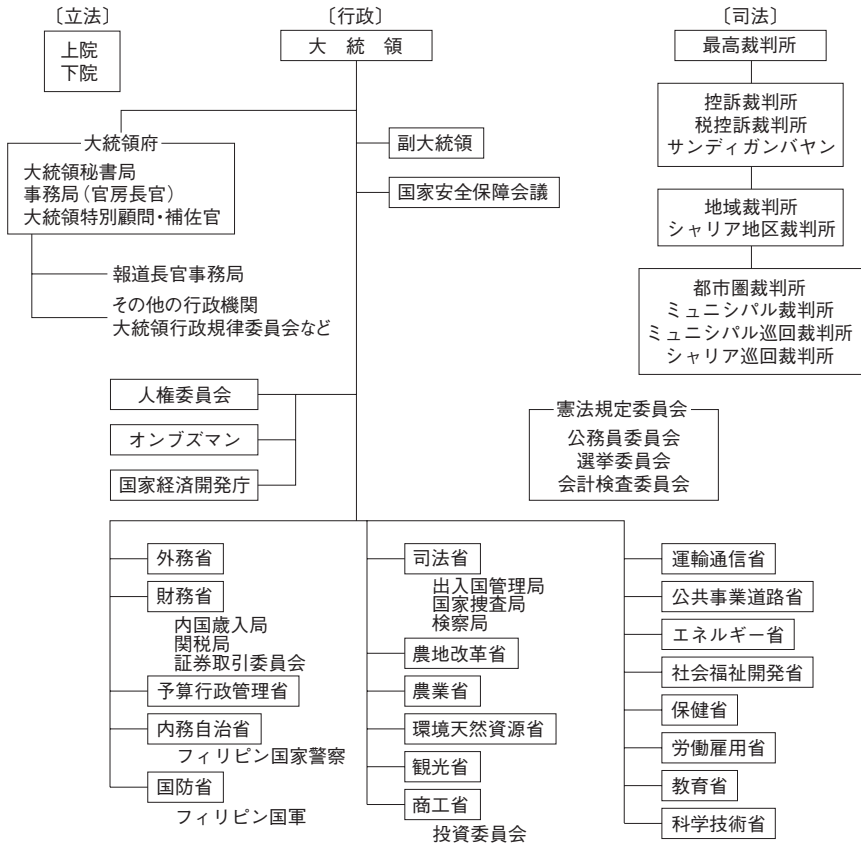 〔立法〕
上院
下院
〔行政〕
大統領
〔司法〕
最高裁判所
控訴裁判所
税控訴裁判所
サンディガンバヤン
地域裁判所
シャリア地区裁判所
都市圏裁判所
ミュニシパル裁判所
ミュニシパル巡回裁判所
シャリア巡回裁判所
大統領府
大統領秘書局
事務局(官房長官)
大統領特別顧問・補佐官
副大統領
国家安全保障会議
報道長官事務局
その他の行政機関
大統領行政規律委員会など
人権委員会
オンブズマン
国家経済開発庁
憲法規定委員会
公務員委員会
選挙委員会
会計検査委員会
外務省
財務省
内国歳入局
関税局
証券取引委員会
予算行政管理省
内務自治省
フィリピン国家警察
国防省
フィリピン国軍
司法省
出入国管理局
国家捜査局
検察局
農地改革省
農業省
環境天然資源省
観光省
商工省
投資委員会
運輸通信省
公共事業道路省
エネルギー省
社会福祉開発省
保健省
労働雇用省
教育省
科学技術省